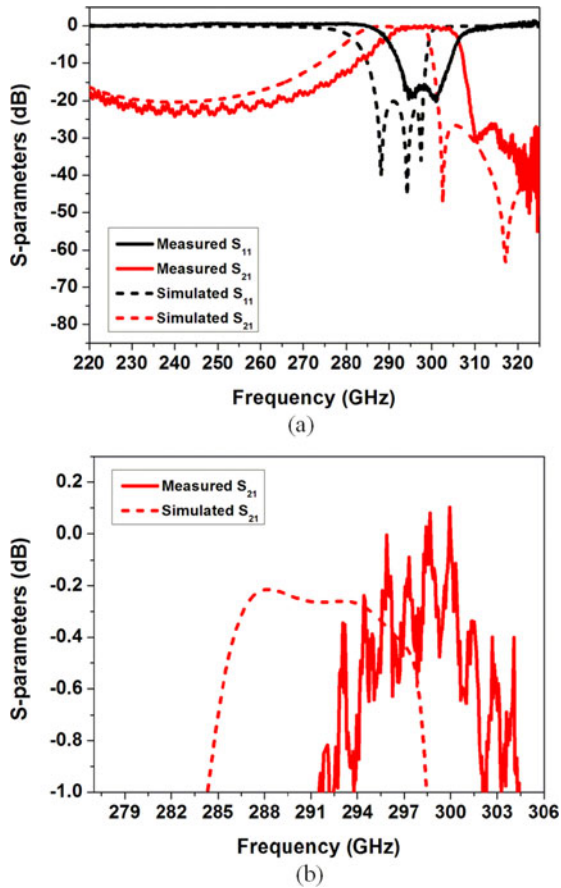 0
-10
-20
-30
-40
-50
-60
-70
-80
S-parameters (dB)
Measured S11
Measured S21
Simulated S11
Simulated S21
220 230 240 250 260 270 280 290 300 310 320
Frequency (GHz)
(a)
0.2
0.0
-0.2
-0.4
-0.6
-0.8
-1.0
S-parameters (dB)
Measured S21
Simulated S21
279 282 285 288 291 294 297 300 303 306
Frequency (GHz)
(b)